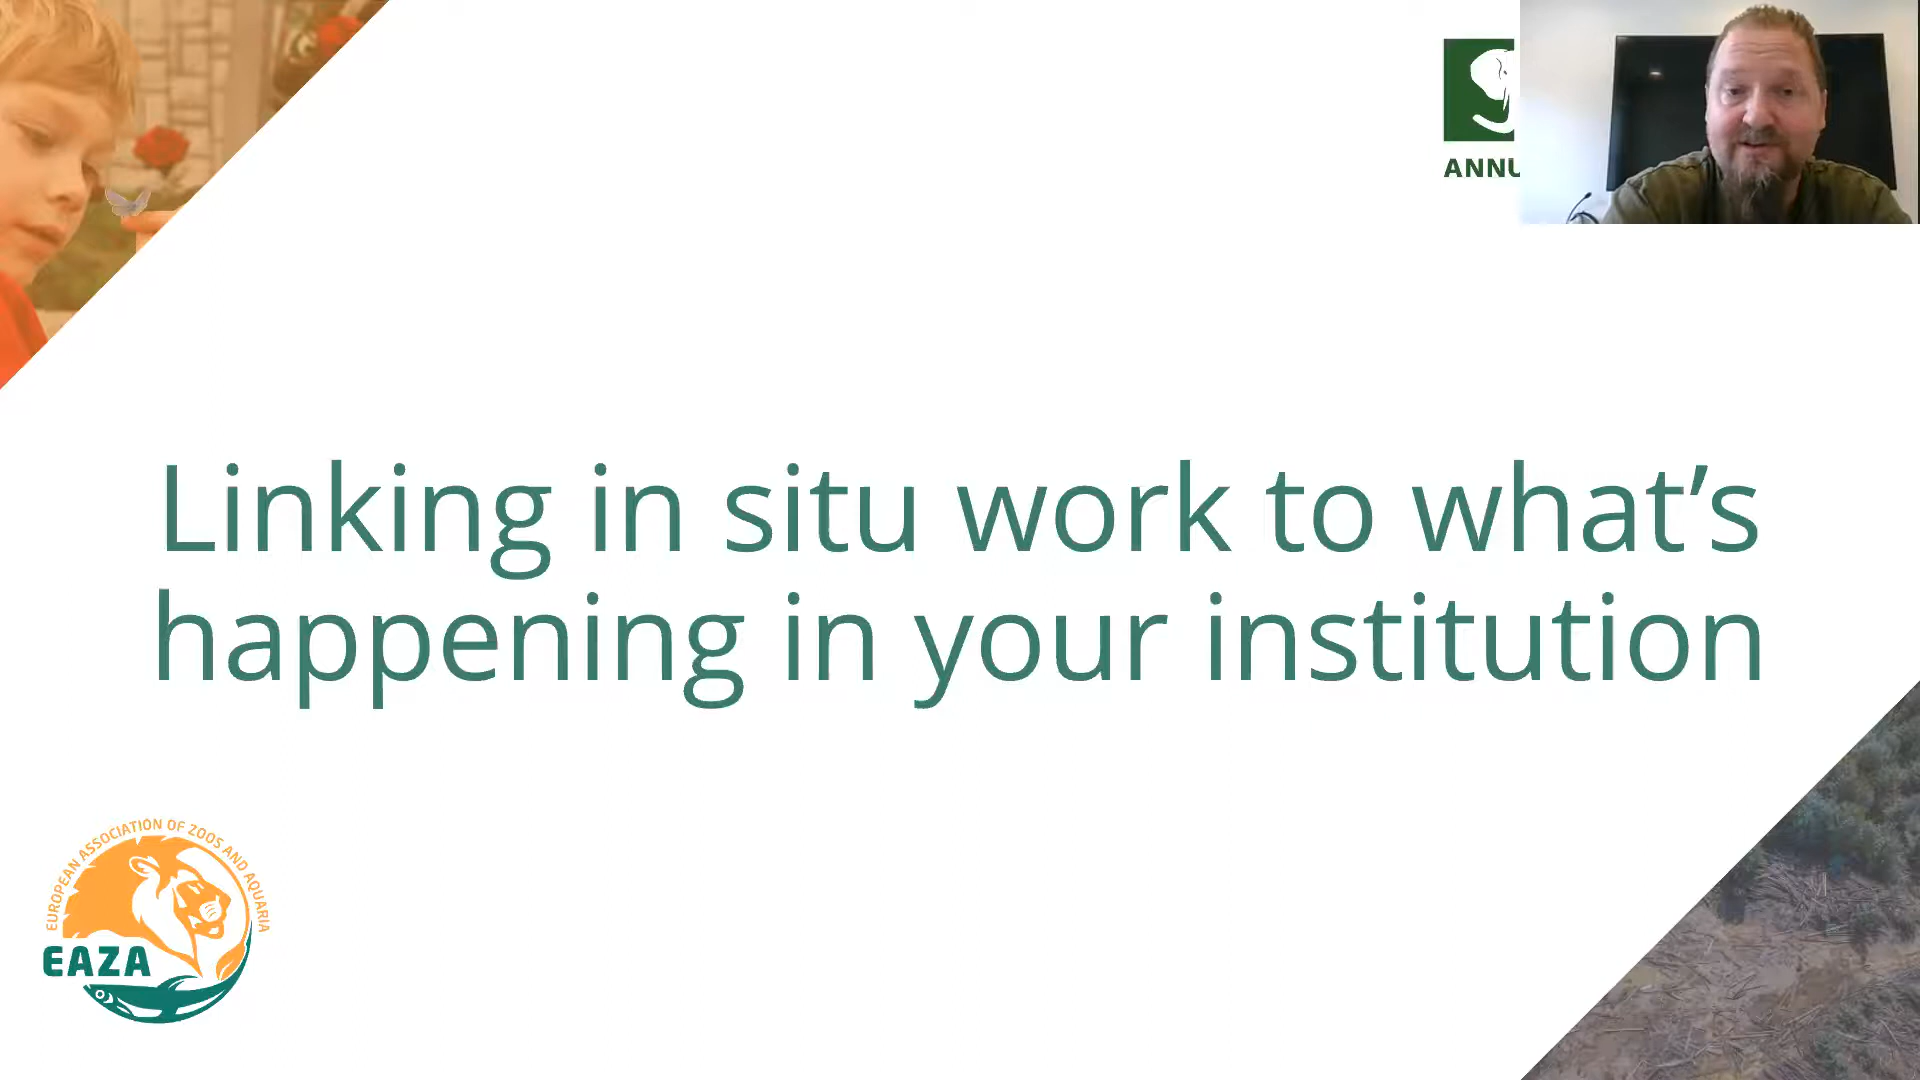 ANNU
Linking in situ work to what’s
happening in your institution
EUROPEAN ASSOCIATION OF ZOOS AND AQUARIA
EAZA